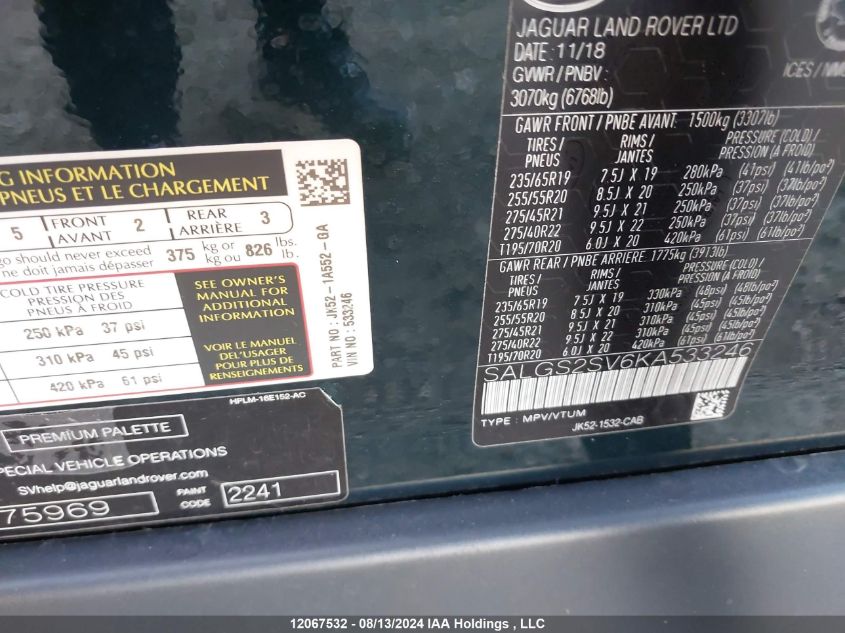 G INFORMATION
PNEUS ET LE CHARGEMENT
5 FRONT AVANT 2 REAR ARRIÈRE 3
go should never exceed 375 kg or 826 lbs.
ne doit jamais dépasser kg ou lb.
COLD TIRE PRESSURE
PRESSION DES
PNEUS À FROID
250 kPa 37 psi
310 kPa 45 psi
420 kPa 61 psi
SEE OWNER'S
MANUAL FOR
ADDITIONAL
INFORMATION
VOIR LE MANUEL
DE L'USAGER
POUR PLUS DE
RENSEIGNEMENTS
PART NO : JK52-1A552-GA
VIN NO : 533246
HPLM-16E152-AC
PREMIUM PALETTE
SPECIAL VEHICLE OPERATIONS
SVhelp@jaguarlandrover.com
75969 PAINT CODE 2241
JAGUAR LAND ROVER LTD
DATE: 11/18
GVWR / PNBV :
3070kg (6768lb)
ICES / NM
GAWR FRONT / PNBE AVANT: 1500kg (3307lb)
TIRES / PNEUS RIMS / JANTES PRESSURE (COLD) / PRESSION (A FROID)
235/65R19 7.5J X 19 280kPa (41psi) (41lb/po²)
255/55R20 8.5J X 20 250kPa (37psi) (37lb/po²)
275/45R21 9.5J X 21 250kPa (37psi) (37lb/po²)
275/40R22 9.5J X 22 250kPa (37psi) (37lb/po²)
T195/70R20 6.0J X 20 420kPa (61psi) (61lb/po²)
GAWR REAR / PNBE ARRIERE: 1775kg (3913lb)
TIRES / PNEUS RIMS / JANTES PRESSURE (COLD) / PRESSION (A FROID)
235/65R19 7.5J X 19 330kPa (48psi) (48lb/po²)
255/55R20 8.5J X 20 310kPa (45psi) (45lb/po²)
275/45R21 9.5J X 21 310kPa (45psi) (45lb/po²)
275/40R22 9.5J X 22 310kPa (45psi) (45lb/po²)
T195/70R20 6.0J X 20 420kPa (61psi) (61lb/po²)
SALGS2SV6KA533246
TYPE : MPV/VTUM
JK52-1532-CAB
12067532 - 08/13/2024 IAA Holdings , LLC